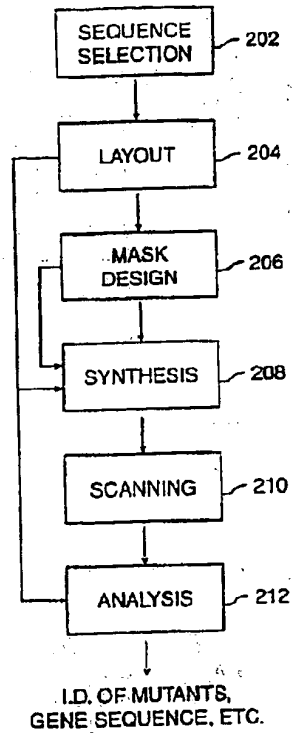 SEQUENCE
SELECTION
202
LAYOUT
204
MASK
DESIGN
206
SYNTHESIS
208
SCANNING
210
ANALYSIS
212
I.D. OF MUTANTS,
GENE SEQUENCE, ETC.